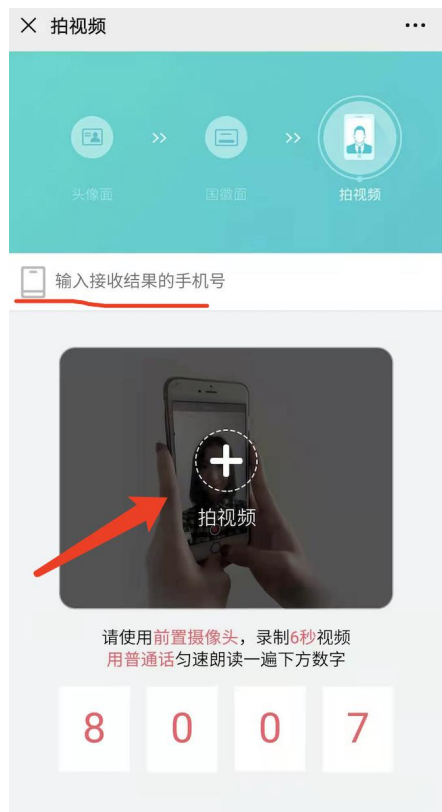 拍视频
头像面
国徽面
拍视频
输入接收结果的手机号
拍视频
请使用前置摄像头，录制6秒视频
用普通话匀速朗读一遍下方数字
8 0 0 7